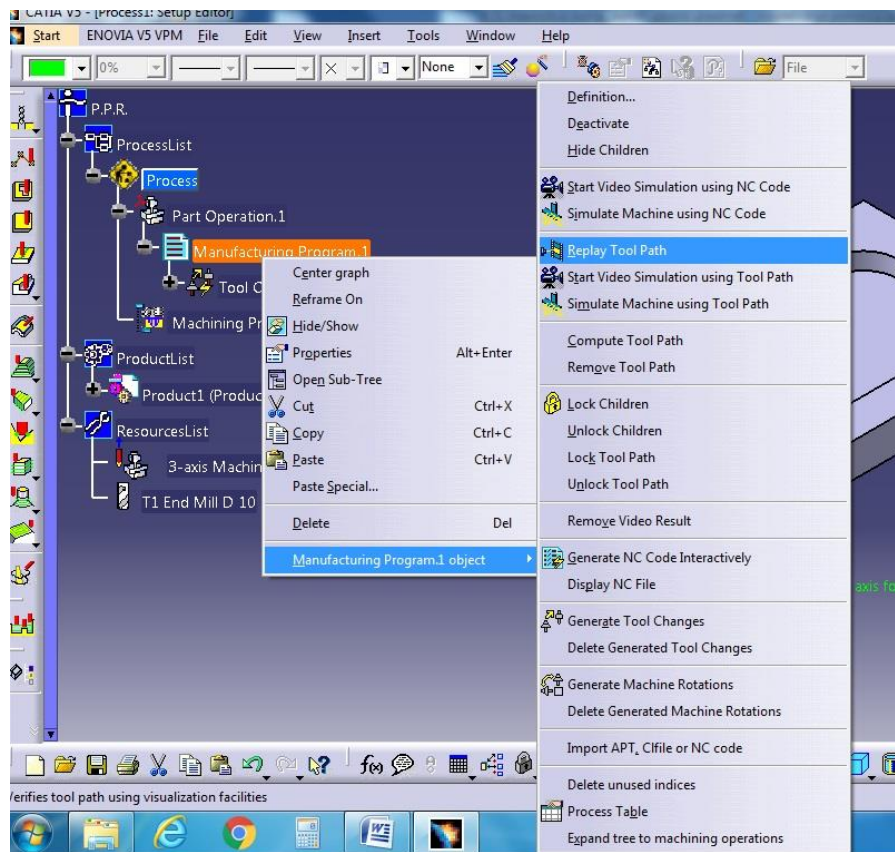 CATIA V5 - [Process1: Setup Editor]
Start ENOVIA V5 VPM File Edit View Insert Tools Window Help
0% None File
P.P.R.
ProcessList
Process
Part Operation.1
Manufacturing Program.1
Tool C
Machining Pr
ProductList
Product1 (Produc
ResourcesList
3-axis Machin
T1 End Mill D 10
Center graph
Reframe On
Hide/Show
Properties Alt+Enter
Open Sub-Tree
Cut Ctrl+X
Copy Ctrl+C
Paste Ctrl+V
Paste Special...
Delete Del
Manufacturing Program.1 object
Definition...
Deactivate
Hide Children
Start Video Simulation using NC Code
Simulate Machine using NC Code
Replay Tool Path
Start Video Simulation using Tool Path
Simulate Machine using Tool Path
Compute Tool Path
Remove Tool Path
Lock Children
Unlock Children
Lock Tool Path
Unlock Tool Path
Remove Video Result
Generate NC Code Interactively
Display NC File
Generate Tool Changes
Delete Generated Tool Changes
Generate Machine Rotations
Delete Generated Machine Rotations
Import APT, Clfile or NC code
Delete unused indices
Process Table
Expand tree to machining operations
axis fo
f(x)
Verifies tool path using visualization facilities